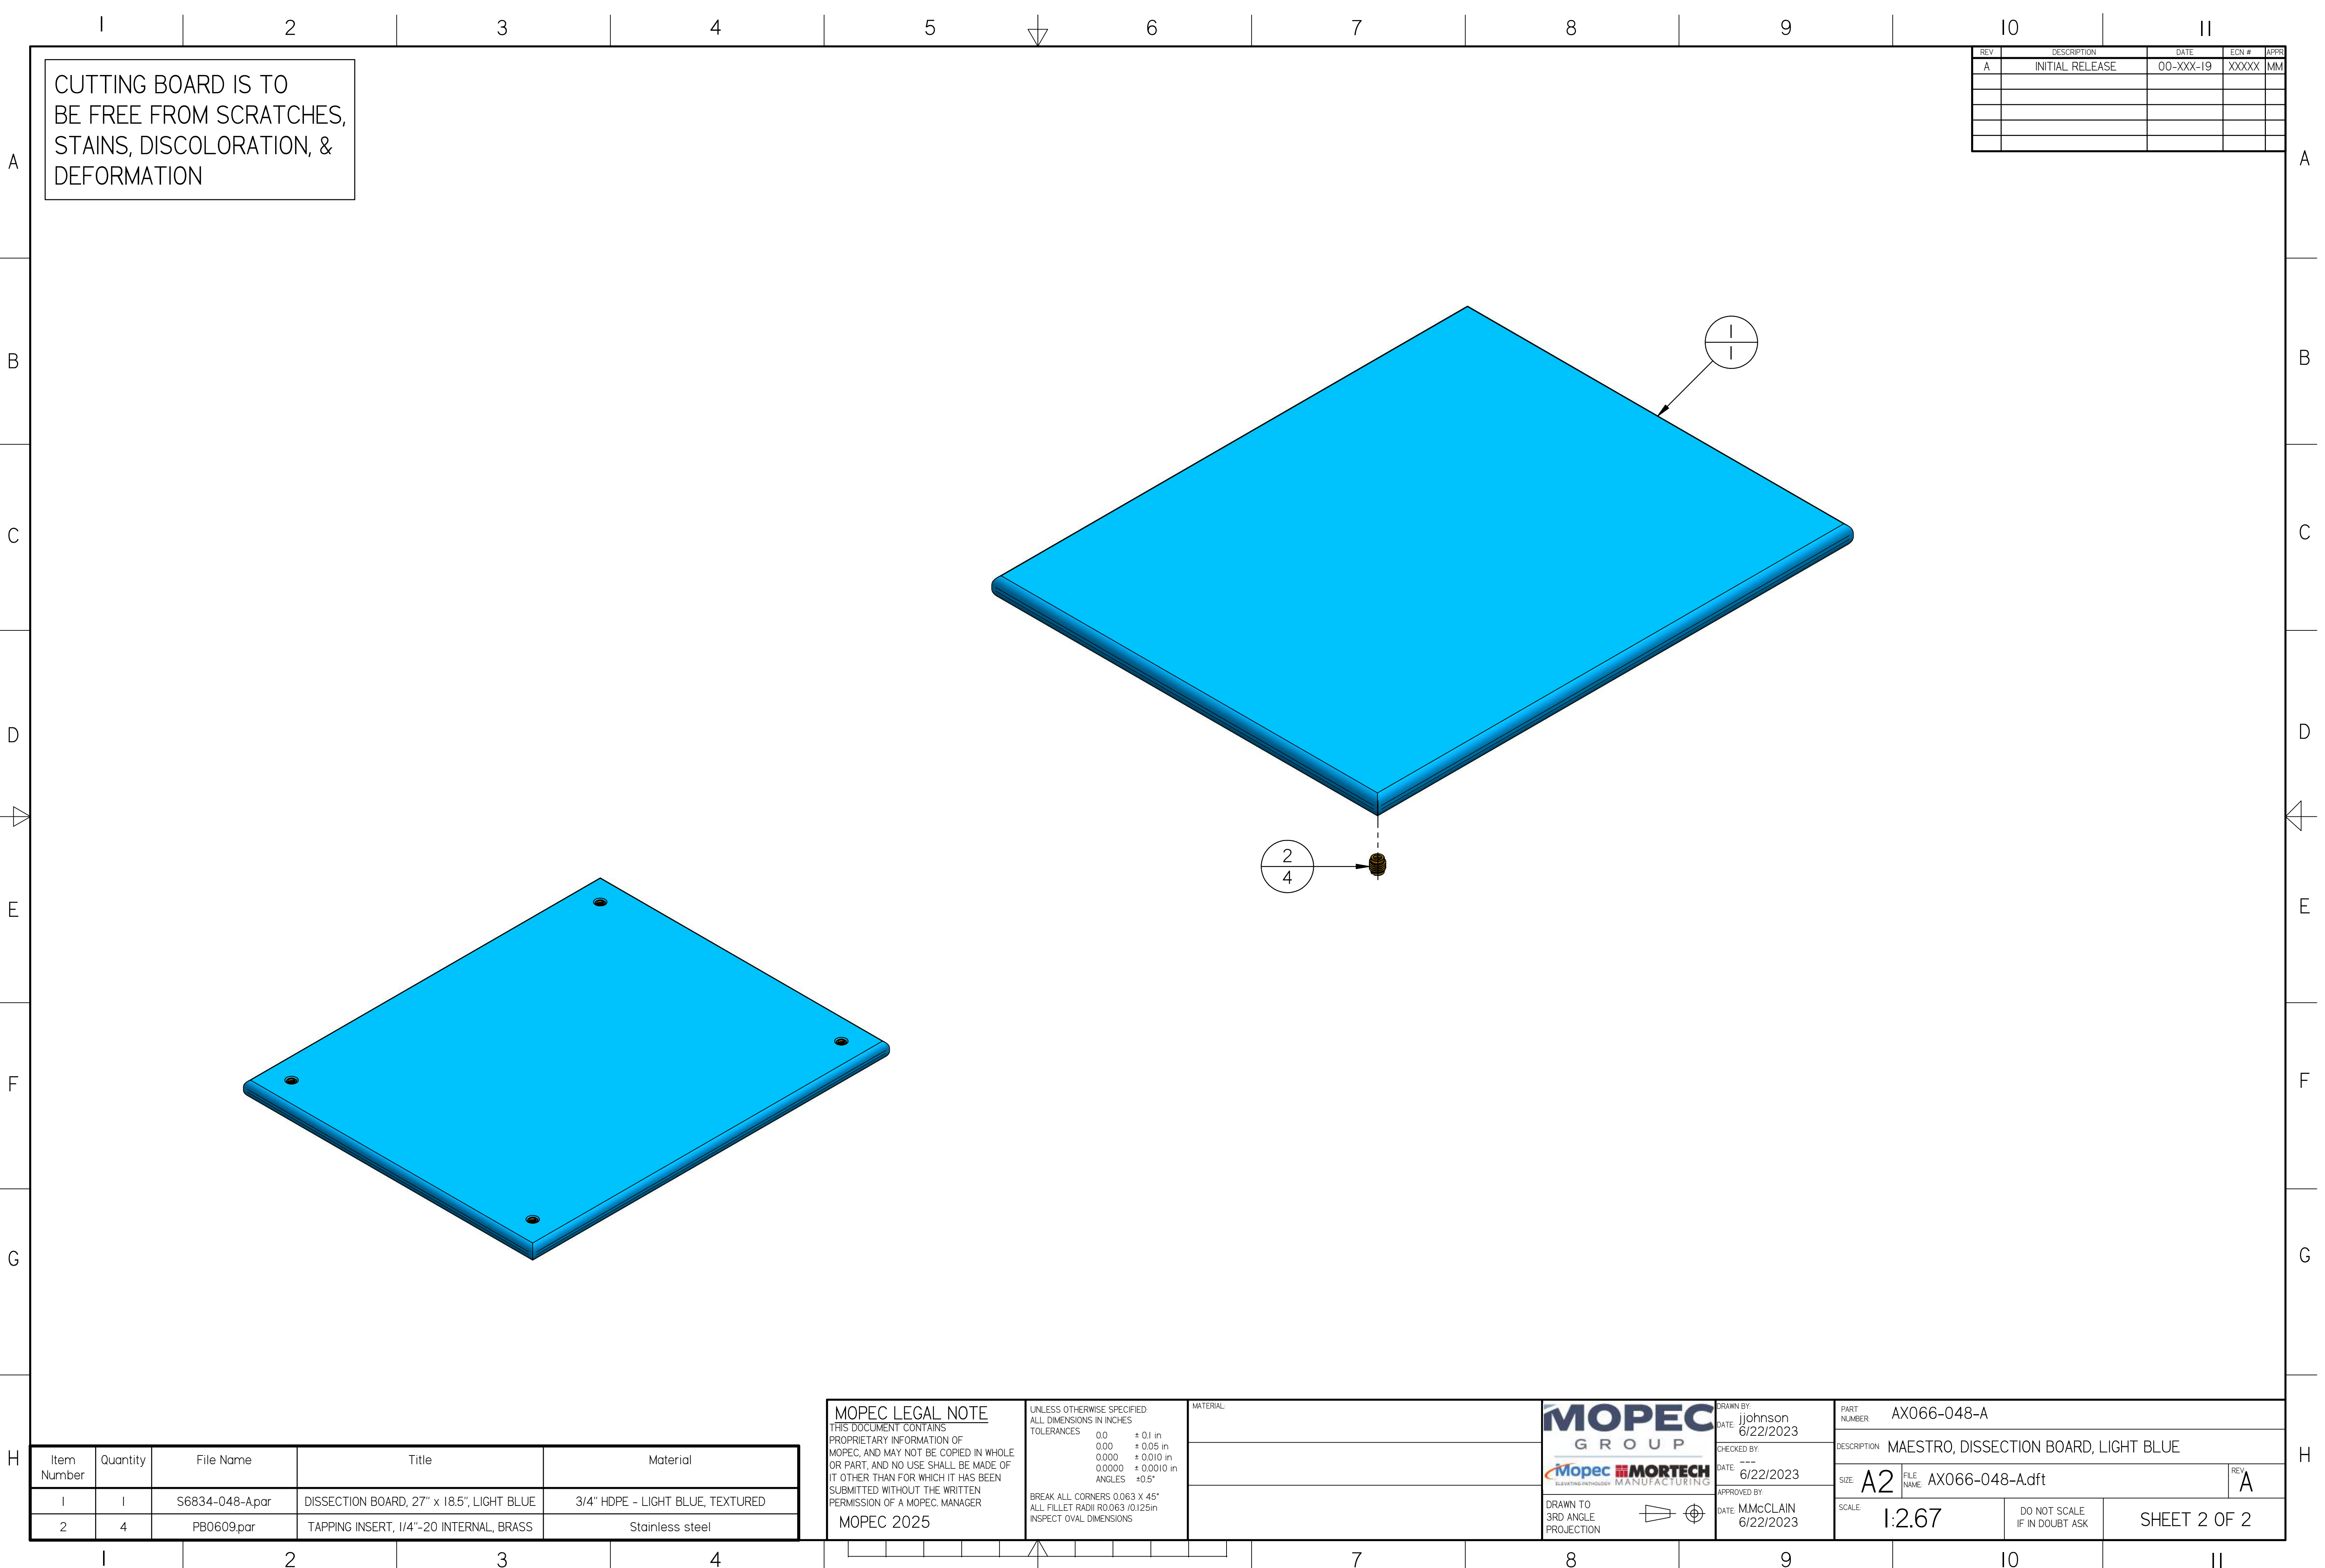 1 2 3 4 5 6 7 8 9 10 11
CUTTING BOARD IS TO
BE FREE FROM SCRATCHES,
STAINS, DISCOLORATION, &
DEFORMATION
REV DESCRIPTION DATE ECN # APPR
A INITIAL RELEASE 00-XXX-19 XXXXX MM
A A
B B
C C
D D
E E
F F
G G
H H
1
1
2
4
Item Number Quantity File Name Title Material
1 1 S6834-048-A.par DISSECTION BOARD, 27" x 18.5", LIGHT BLUE 3/4" HDPE - LIGHT BLUE, TEXTURED
2 4 PB0609.par TAPPING INSERT, 1/4"-20 INTERNAL, BRASS Stainless steel
MOPEC LEGAL NOTE
THIS DOCUMENT CONTAINS
PROPRIETARY INFORMATION OF
MOPEC, AND MAY NOT BE COPIED IN WHOLE
OR PART, AND NO USE SHALL BE MADE OF
IT OTHER THAN FOR WHICH IT HAS BEEN
SUBMITTED WITHOUT THE WRITTEN
PERMISSION OF A MOPEC. MANAGER
MOPEC 2025
UNLESS OTHERWISE SPECIFIED:
ALL DIMENSIONS IN INCHES
TOLERANCES
0.0 ± 0.1 in
0.00 ± 0.05 in
0.000 ± 0.010 in
0.0000 ± 0.0010 in
ANGLES ±0.5°
BREAK ALL CORNERS 0.063 X 45°
ALL FILLET RADII R0.063 /0.125in
INSPECT OVAL DIMENSIONS
MATERIAL:
MOPEC
GROUP
Mopec
ELEVATING PATHOLOGY
MORTECH
MANUFACTURING
DRAWN TO
3RD ANGLE
PROJECTION
DRAWN BY:
jjohnson
DATE: 6/22/2023
CHECKED BY:
---
DATE: 6/22/2023
APPROVED BY:
M.McCLAIN
DATE: 6/22/2023
PART NUMBER: AX066-048-A
DESCRIPTION: MAESTRO, DISSECTION BOARD, LIGHT BLUE
SIZE: A2 FILE NAME: AX066-048-A.dft REV: A
SCALE: 1:2.67
DO NOT SCALE
IF IN DOUBT ASK
SHEET 2 OF 2
1 2 3 4 7 8 9 10 11